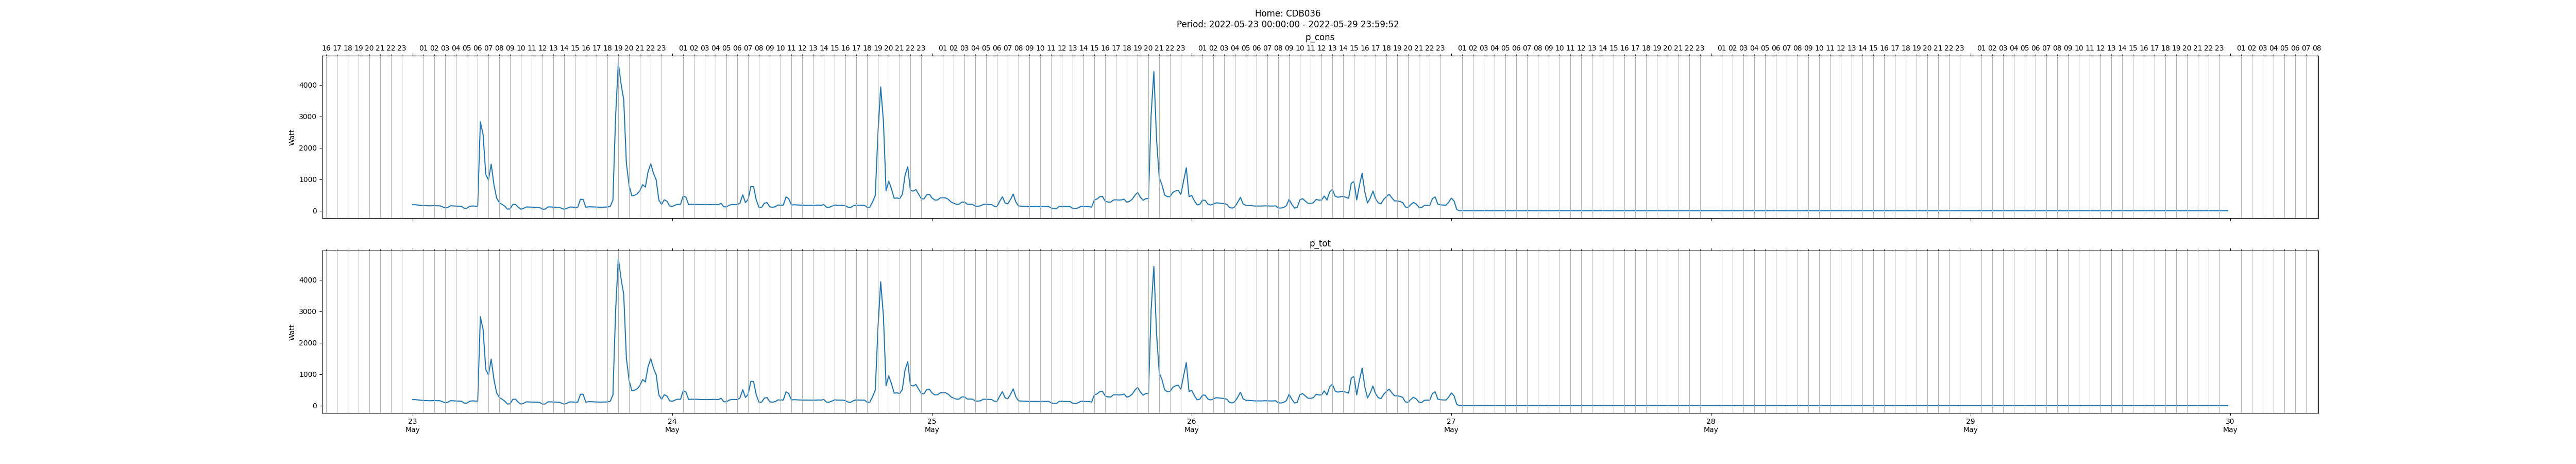 Home: CDB036
Period: 2022-05-23 00:00:00 - 2022-05-29 23:59:52
p_cons
16 17 18 19 20 21 22 23 01 02 03 04 05 06 07 08 09 10 11 12 13 14 15 16 17 18 19 20 21 22 23 01 02 03 04 05 06 07 08 09 10 11 12 13 14 15 16 17 18 19 20 21 22 23 01 02 03 04 05 06 07 08 09 10 11 12 13 14 15 16 17 18 19 20 21 22 23 01 02 03 04 05 06 07 08 09 10 11 12 13 14 15 16 17 18 19 20 21 22 23 01 02 03 04 05 06 07 08 09 10 11 12 13 14 15 16 17 18 19 20 21 22 23 01 02 03 04 05 06 07 08 09 10 11 12 13 14 15 16 17 18 19 20 21 22 23 01 02 03 04 05 06 07 08 09 10 11 12 13 14 15 16 17 18 19 20 21 22 23 01 02 03 04 05 06 07 08
4000
3000
2000
1000
0
Watt
p_tot
4000
3000
2000
1000
0
Watt
23 24 25 26 27 28 29 30
May May May May May May May May